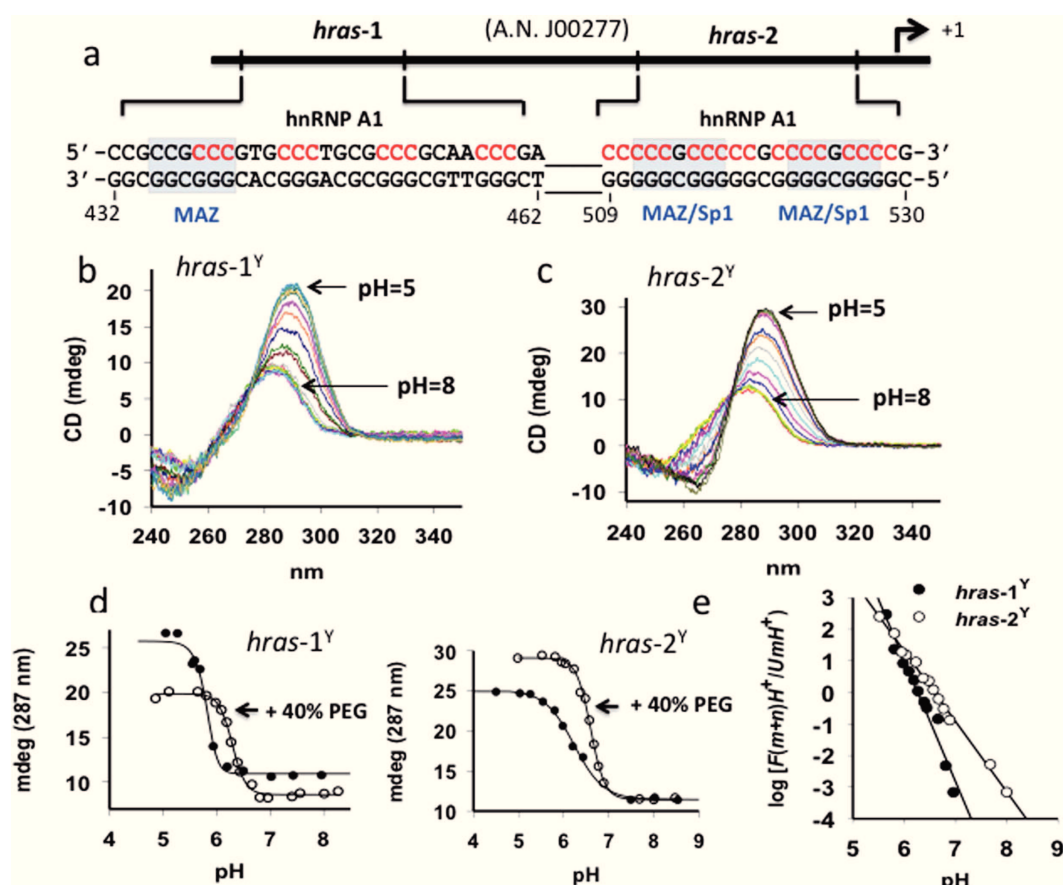 hras-1 (A.N. J00277) hras-2 +1
a
hnRNP A1 hnRNP A1
5′-CCGCCGCCCGTGCCCTGCGCCCGCAACCCGA CCCCCGCCCCCGCCCCGCCCCG-3′
3′-GGCGGCGGGCACGGGACGCGGGCGTTGGGCT GGGGGCGGGGGCGGGGCGGGGC-5′
432 MAZ 462 509 MAZ/Sp1 MAZ/Sp1 530
b hras-1ʸ
pH=5
pH=8
CD (mdeg)
20
15
10
5
0
-5
-10
240 260 280 300 320 340
nm
c hras-2ʸ
pH=5
pH=8
CD (mdeg)
30
20
10
0
-10
240 260 280 300 320 340
nm
d
hras-1ʸ
+ 40% PEG
mdeg (287 nm)
25
20
15
10
4 5 6 7 8
pH
hras-2ʸ
+ 40% PEG
mdeg (287 nm)
30
25
20
15
10
4 5 6 7 8 9
pH
e
hras-1ʸ
hras-2ʸ
log [F(m+n)H⁺/UmH⁺]
3
2
1
0
-1
-2
-3
-4
5 6 7 8 9
pH